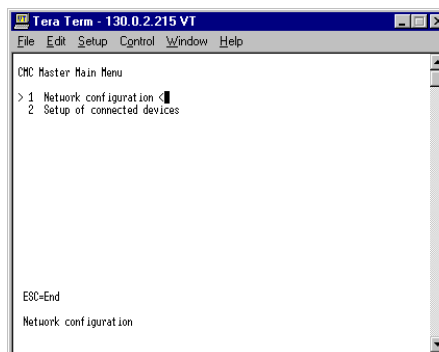 Tera Term - 130.0.2.215 VT
File Edit Setup Control Window Help
CMC Master Main Menu
> 1 Network configuration <
2 Setup of connected devices
ESC=End
Network configuration